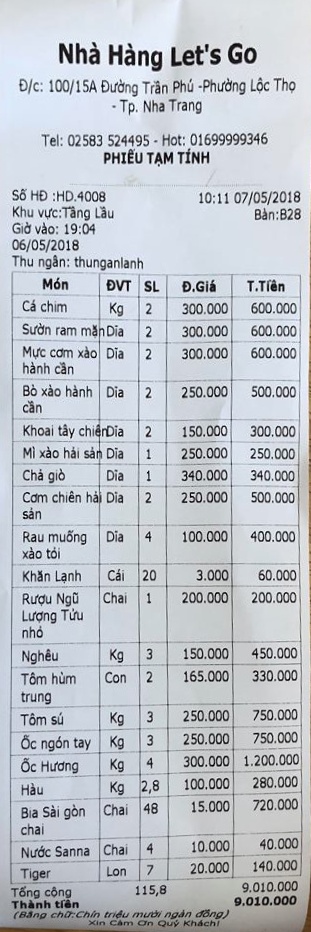 Nhà Hàng Let's Go
Đ/c: 100/15A Đường Trần Phú -Phường Lộc Thọ
- Tp. Nha Trang
Tel: 02583 524495 - Hot: 01699999346
PHIẾU TẠM TÍNH
Số HĐ :HD.4008 10:11 07/05/2018
Khu vực:Tầng Lầu Bàn:B28
Giờ vào: 19:04
06/05/2018
Thu ngân: thunganlanh
Món ĐVT SL Đ.Giá T.Tiền
Cá chim Kg 2 300.000 600.000
Sườn ram mặn Dĩa 2 300.000 600.000
Mực cơm xào Dĩa 2 300.000 600.000
hành cần
Bò xào hành Dĩa 2 250.000 500.000
cần
Khoai tây chiên Dĩa 2 150.000 300.000
Mì xào hải sản Dĩa 1 250.000 250.000
Chả giò Dĩa 1 340.000 340.000
Cơm chiên hải Dĩa 2 250.000 500.000
sản
Rau muống Dĩa 4 100.000 400.000
xào tỏi
Khăn Lạnh Cái 20 3.000 60.000
Rượu Ngũ Chai 1 200.000 200.000
Lượng Tửu
nhỏ
Nghêu Kg 3 150.000 450.000
Tôm hùm Con 2 165.000 330.000
trung
Tôm sú Kg 3 250.000 750.000
Ốc ngón tay Kg 3 250.000 750.000
Ốc Hương Kg 4 300.000 1.200.000
Hàu Kg 2,8 100.000 280.000
Bia Sài gòn Chai 48 15.000 720.000
chai
Nước Sanna Chai 4 10.000 40.000
Tiger Lon 7 20.000 140.000
Tổng cộng 115,8 9.010.000
Thành tiền 9.010.000
(Bằng chữ:Chín triệu mười ngàn đồng)
Xin Cảm Ơn Quý Khách!